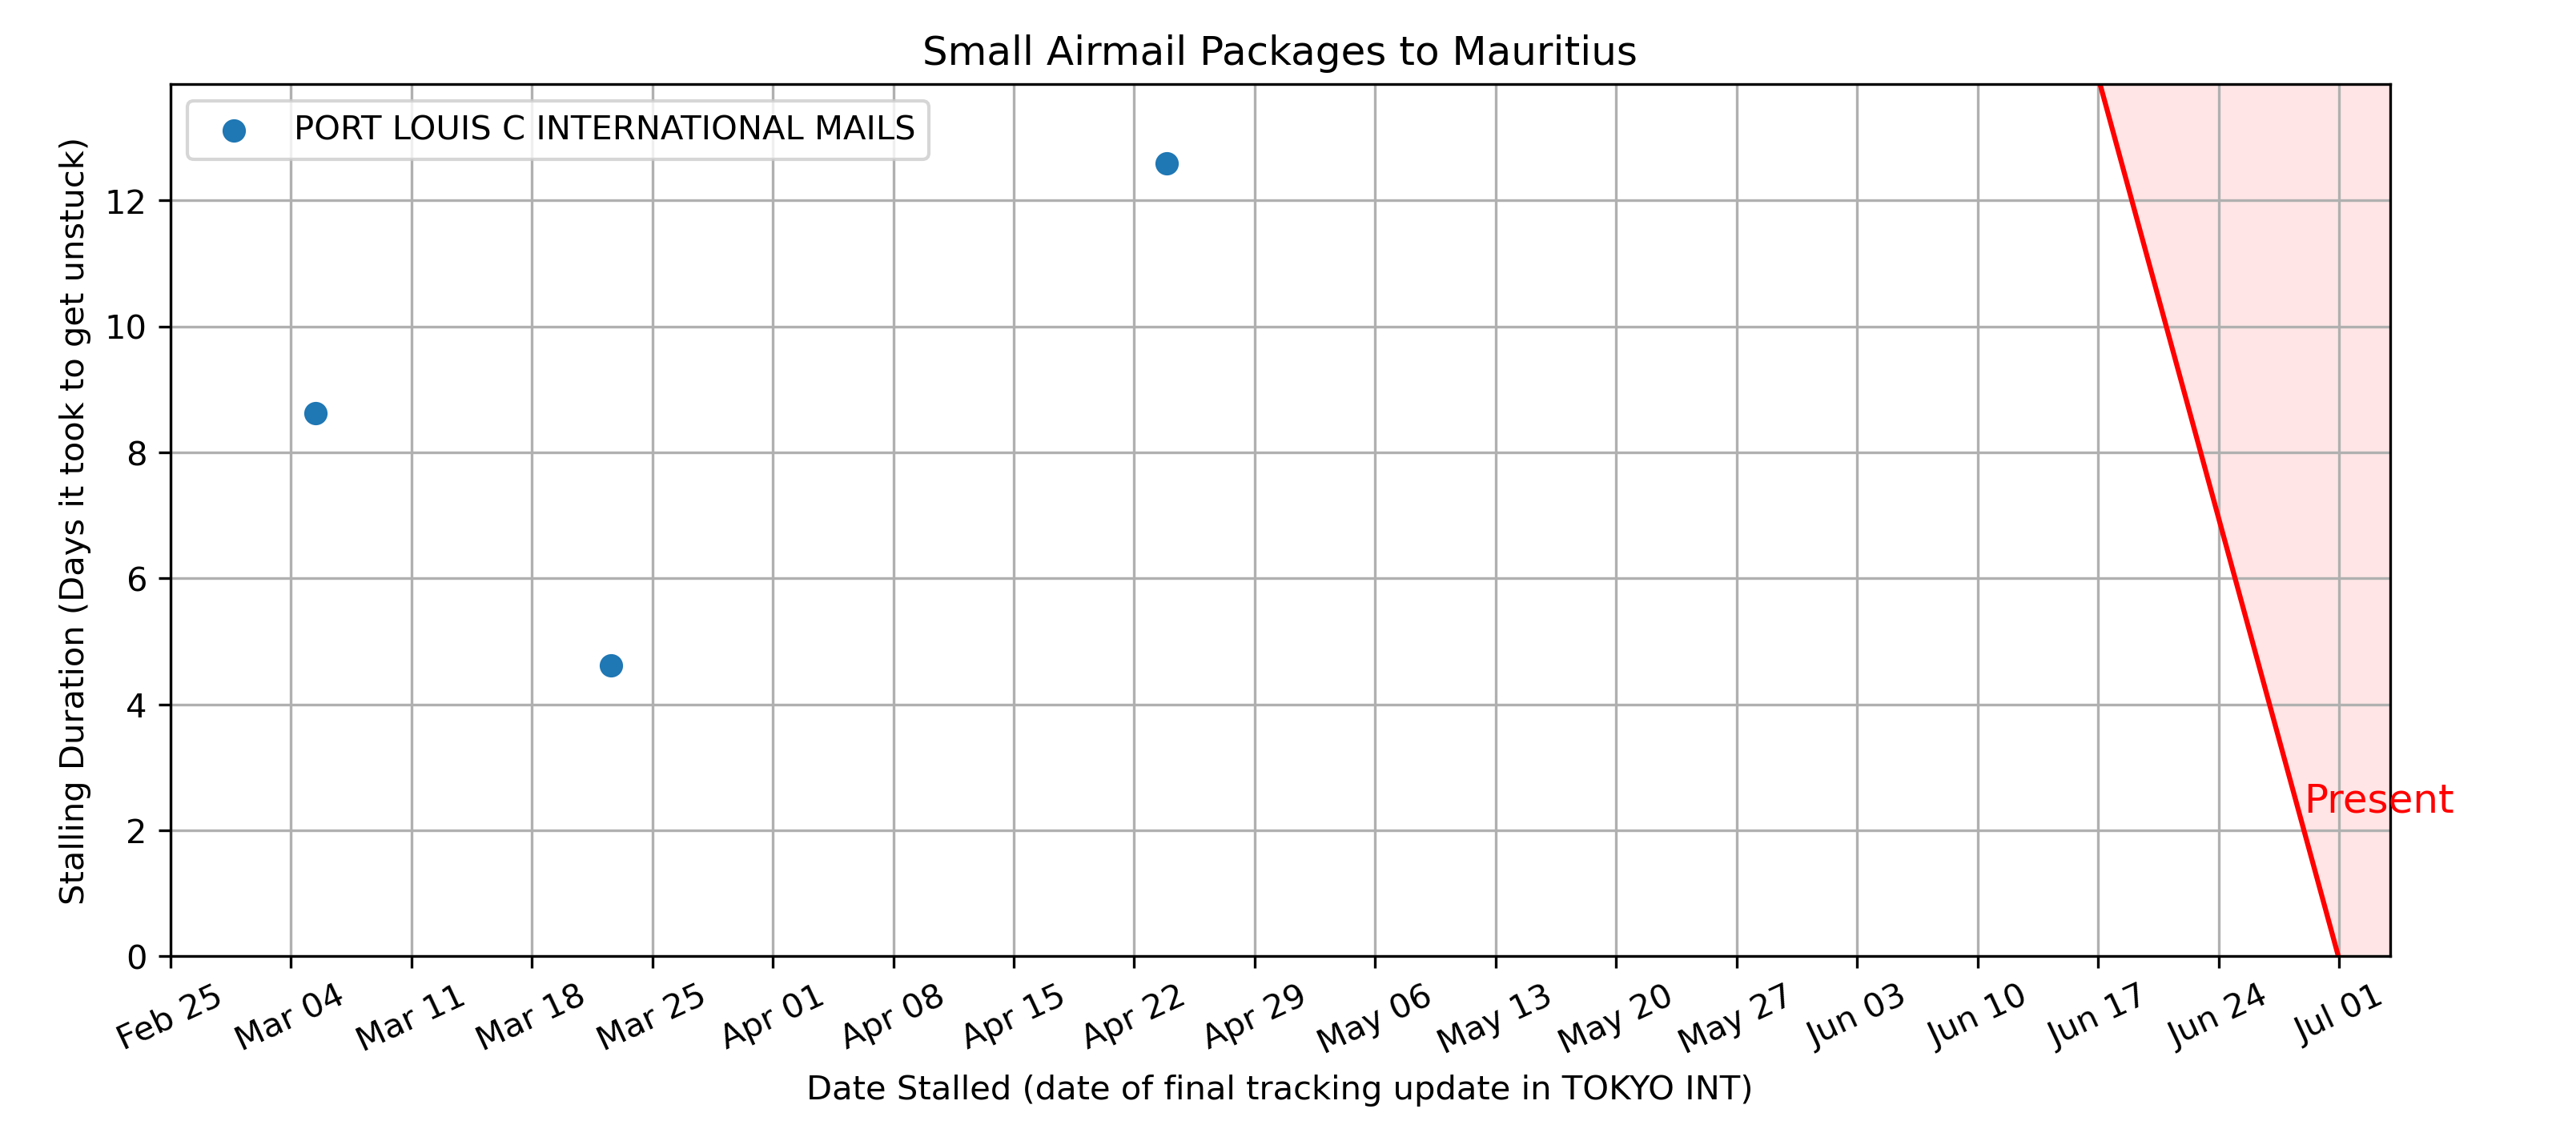 Small Airmail Packages to Mauritius
PORT LOUIS C INTERNATIONAL MAILS
Stalling Duration (Days it took to get unstuck)
12
10
8
6
4
2
0
Present
Feb 25
Mar 04
Mar 11
Mar 18
Mar 25
Apr 01
Apr 08
Apr 15
Apr 22
Apr 29
May 06
May 13
May 20
May 27
Jun 03
Jun 10
Jun 17
Jun 24
Jul 01
Date Stalled (date of final tracking update in TOKYO INT)